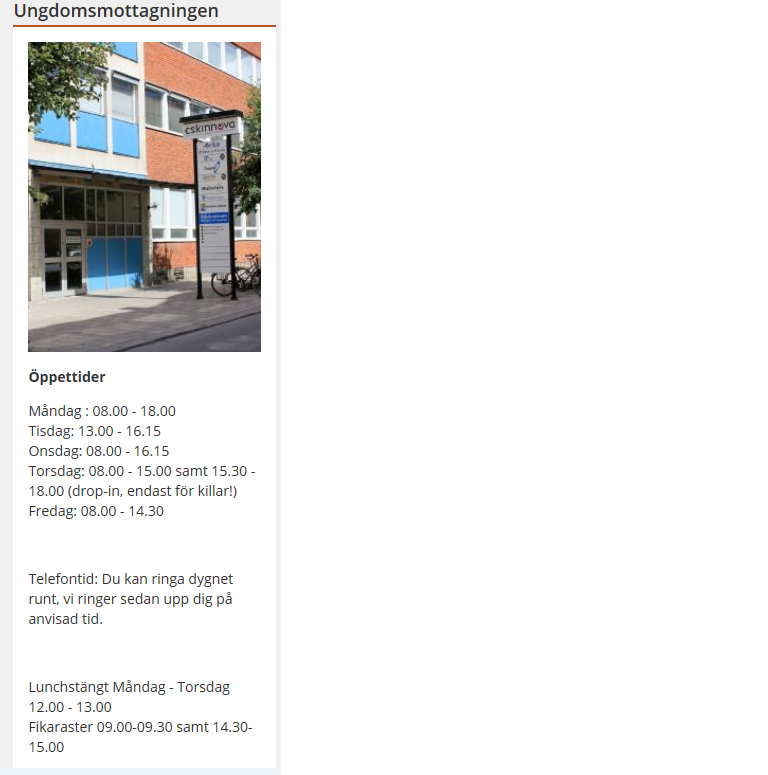 Ungdomsmottagningen
eskinnova
Öppettider
Måndag : 08.00 - 18.00
Tisdag: 13.00 - 16.15
Onsdag: 08.00 - 16.15
Torsdag: 08.00 - 15.00 samt 15.30 -
18.00 (drop-in, endast för killar!)
Fredag: 08.00 - 14.30
Telefontid: Du kan ringa dygnet
runt, vi ringer sedan upp dig på
anvisad tid.
Lunchstängt Måndag - Torsdag
12.00 - 13.00
Fikaraster 09.00-09.30 samt 14.30-
15.00